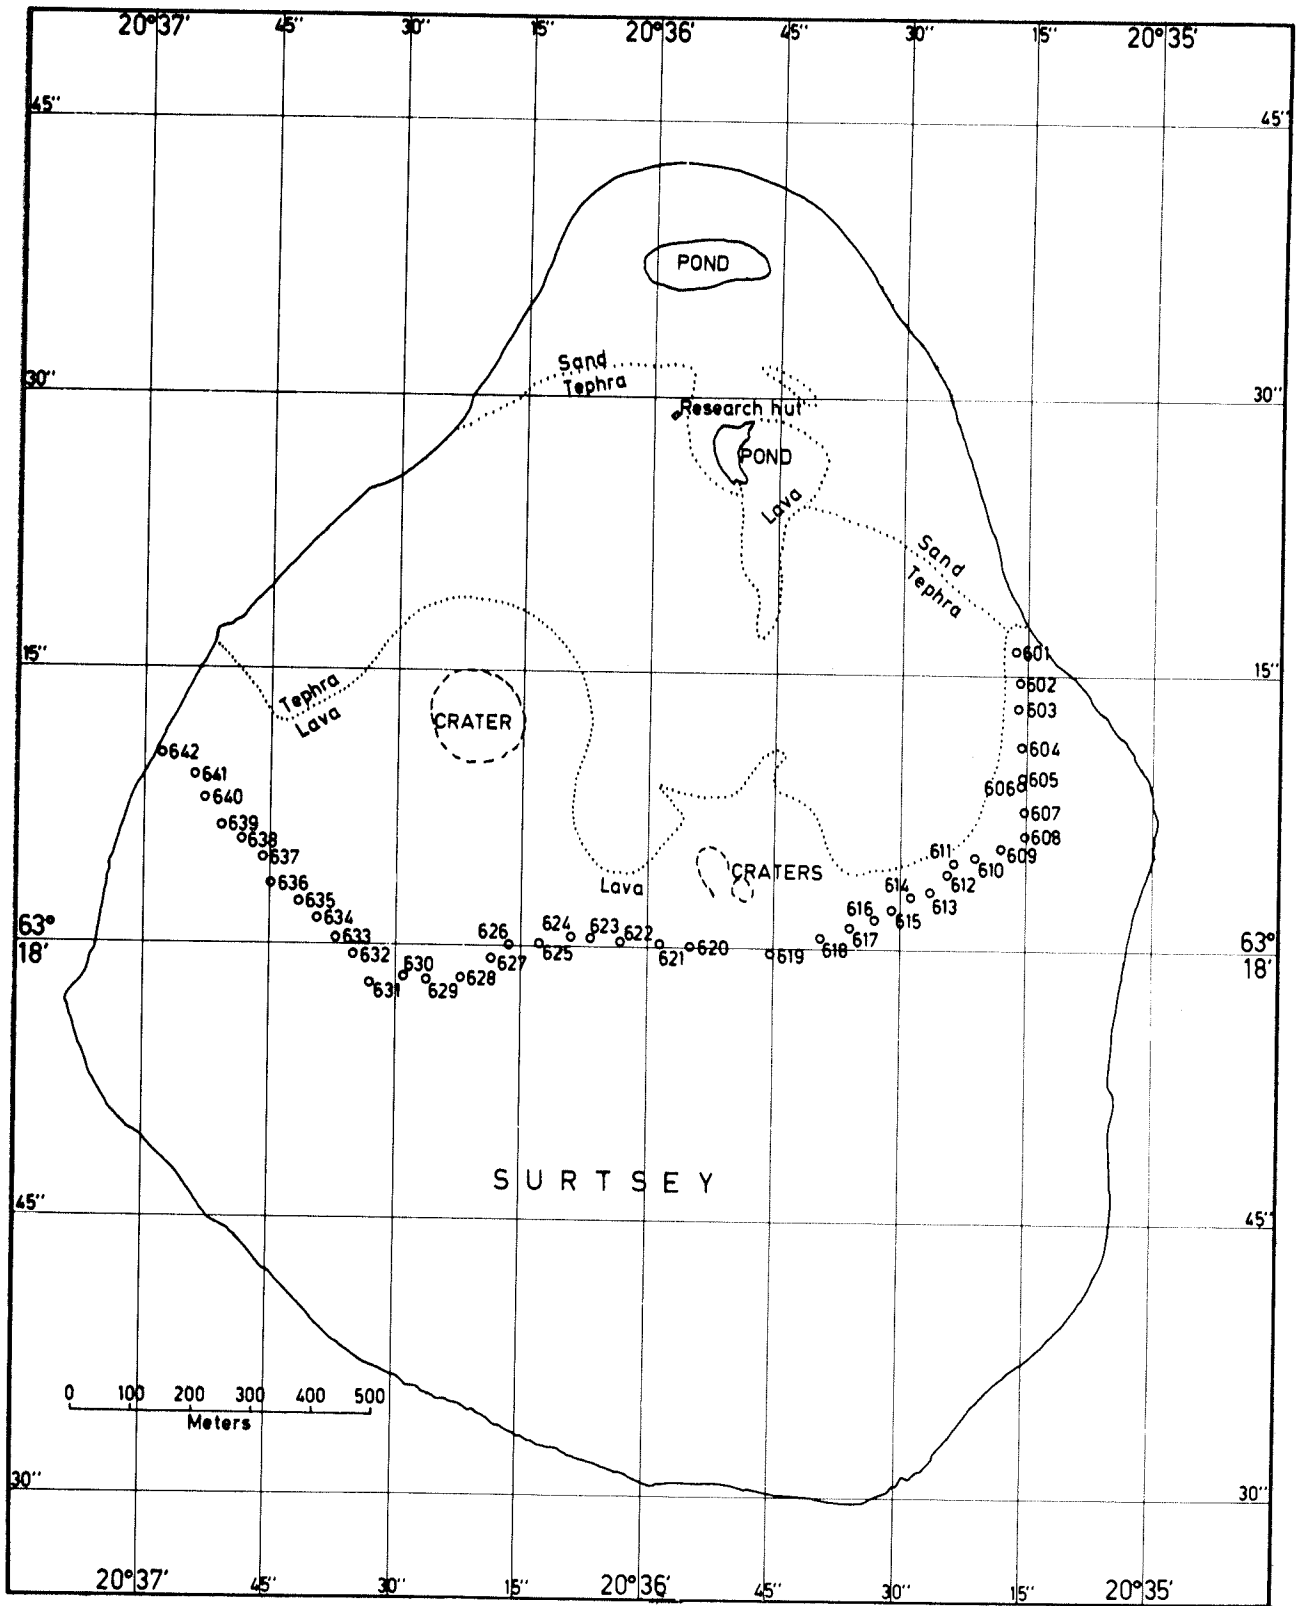 20°37' 45'' 30'' 15'' 20°36' 45'' 30'' 15'' 20°35'
45'' 45''
POND
Sand
Tephra
30'' 30''
Research hut
POND
Lava
Sand
Tephra
15'' 15''
601
602
603
604
605
606
607
608
609
610
611
612
613
614
615
616
617
618
619
620
621
622
623
624
625
626
627
628
629
630
631
632
633
634
635
636
637
638
639
640
641
642
Tephra
Lava
CRATER
CRATERS
Lava
63° 63°
18' 18'
SURTSEY
45'' 45''
0 100 200 300 400 500
Meters
30'' 30''
20°37' 45'' 30'' 15'' 20°36' 45'' 30'' 15'' 20°35'